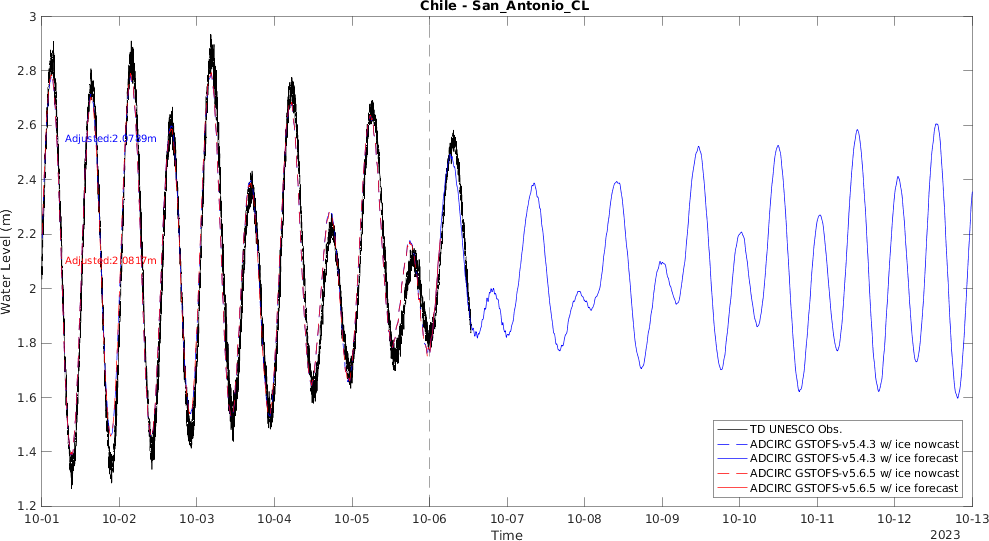 Chile - San_Antonio_CL
3
2.8
2.6
2.4
2.2
2
1.8
1.6
1.4
1.2
Water Level (m)
Adjusted:2.0789m
Adjusted:2.0817m
10-01 10-02 10-03 10-04 10-05 10-06 10-07 10-08 10-09 10-10 10-11 10-12 10-13
Time
2023
TD UNESCO Obs.
ADCIRC GSTOFS-v5.4.3 w/ ice nowcast
ADCIRC GSTOFS-v5.4.3 w/ ice forecast
ADCIRC GSTOFS-v5.6.5 w/ ice nowcast
ADCIRC GSTOFS-v5.6.5 w/ ice forecast